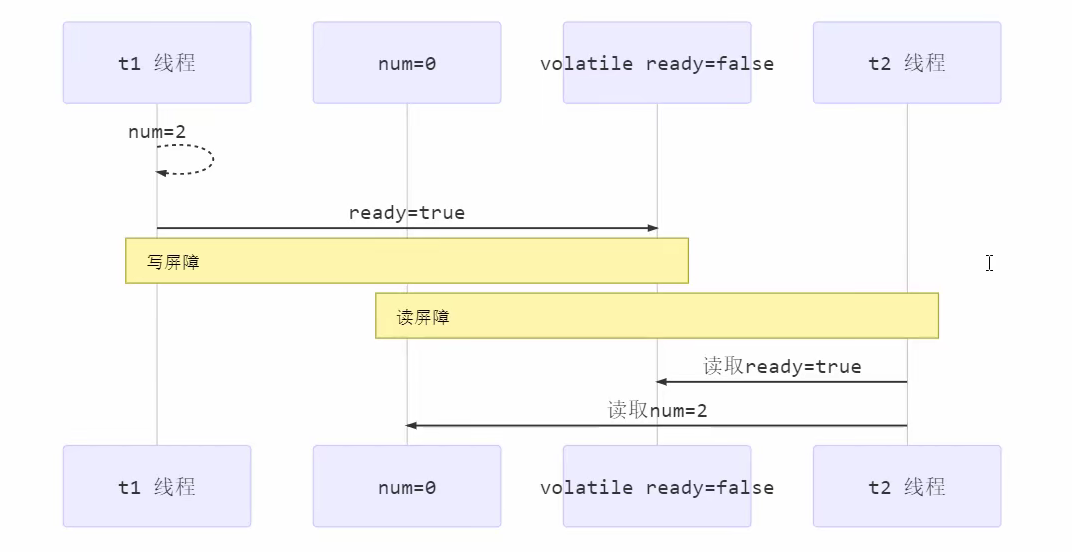 t1 线程
num=0
volatile ready=false
t2 线程
num=2
ready=true
写屏障
读屏障
读取ready=true
读取num=2
t1 线程
num=0
volatile ready=false
t2 线程